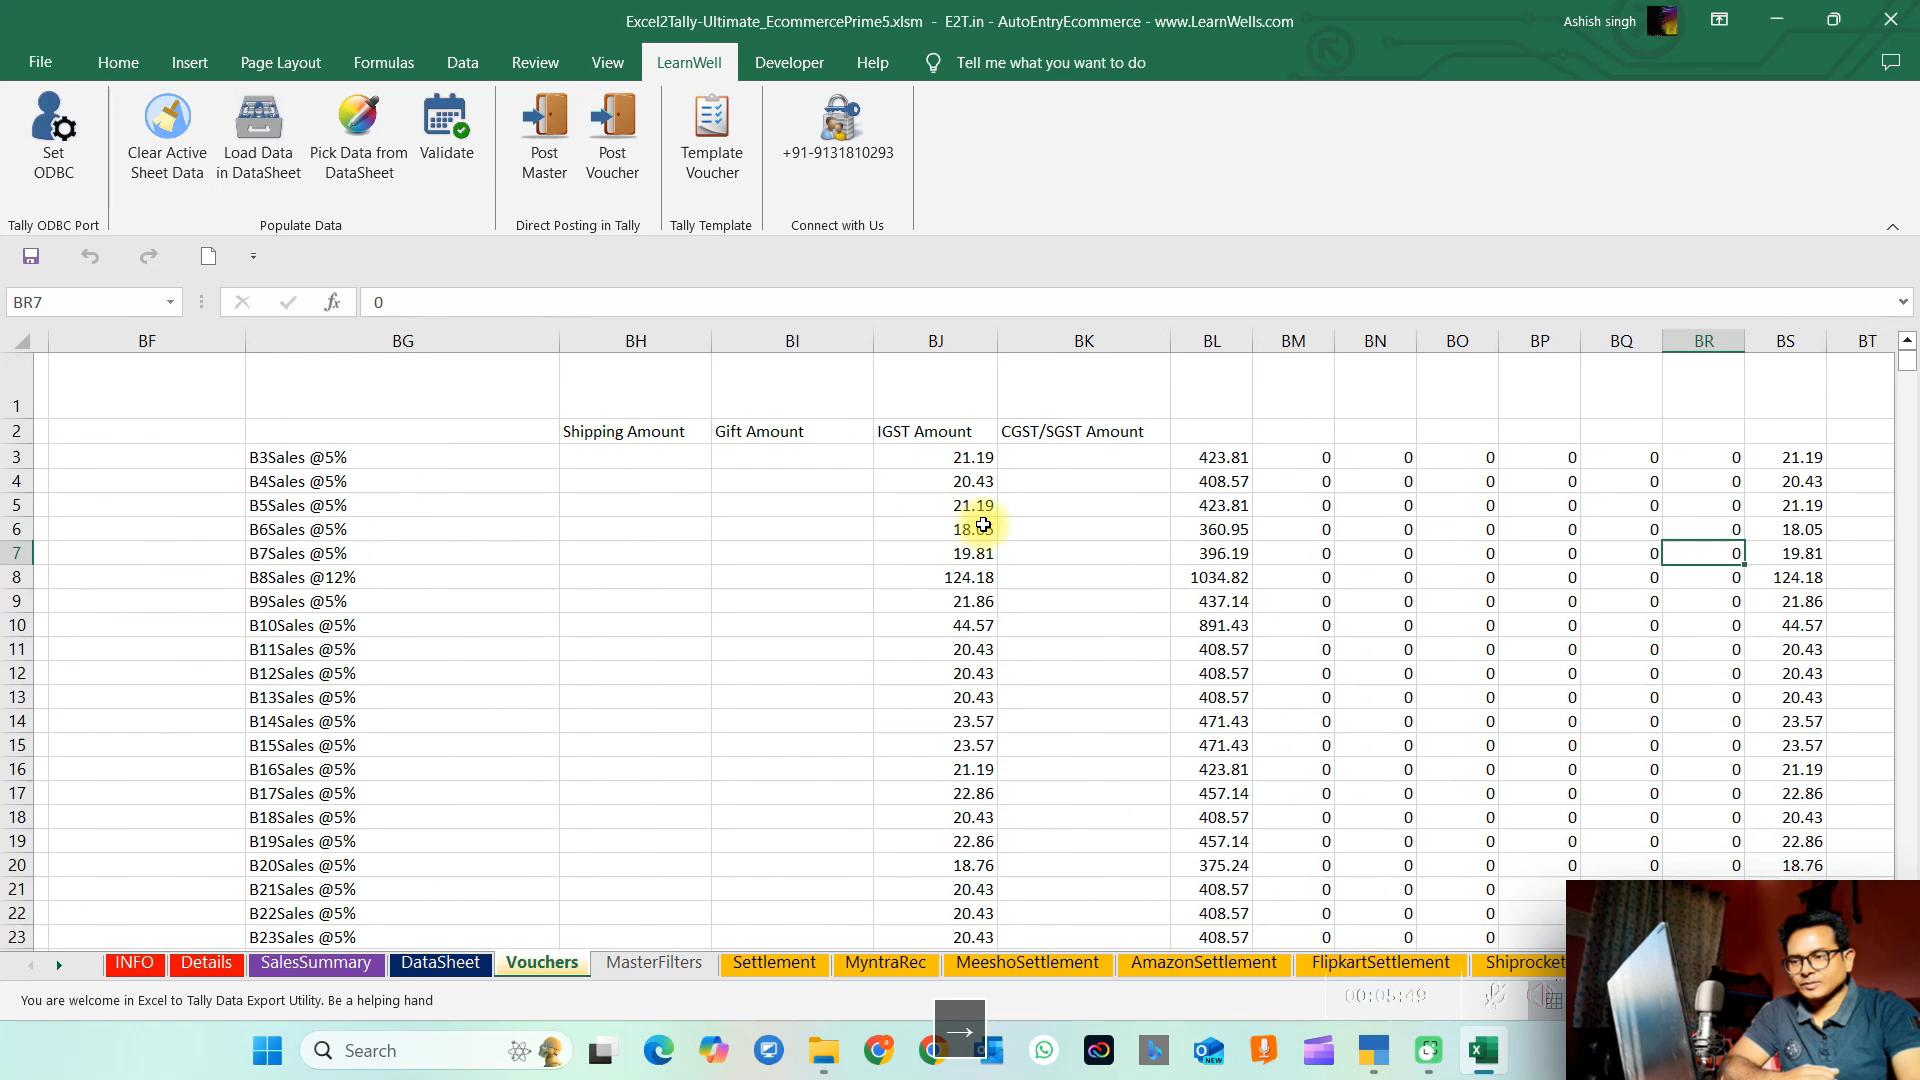 Excel2Tally-Ultimate_EcommercePrime5.xlsm - E2T.in - AutoEntryEcommerce - www.LearnWells.com
Ashish singh
File Home Insert Page Layout Formulas Data Review View LearnWell Developer Help Tell me what you want to do
Set ODBC
Clear Active Sheet Data
Load Data in DataSheet
Pick Data from DataSheet
Validate
Post Master
Post Voucher
Template Voucher
+91-9131810293
Tally ODBC Port
Populate Data
Direct Posting in Tally
Tally Template
Connect with Us
BR7 fx 0
BF BG BH BI BJ BK BL BM BN BO BP BQ BR BS BT
1
2 Shipping Amount Gift Amount IGST Amount CGST/SGST Amount
3 B3Sales @5% 21.19 423.81 0 0 0 0 0 0 21.19
4 B4Sales @5% 20.43 408.57 0 0 0 0 0 0 20.43
5 B5Sales @5% 21.19 423.81 0 0 0 0 0 0 21.19
6 B6Sales @5% 360.95 0 0 0 0 0 0 18.05
7 B7Sales @5% 19.81 396.19 0 0 0 0 0 0 19.81
8 B8Sales @12% 124.18 1034.82 0 0 0 0 0 0 124.18
9 B9Sales @5% 21.86 437.14 0 0 0 0 0 0 21.86
10 B10Sales @5% 44.57 891.43 0 0 0 0 0 0 44.57
11 B11Sales @5% 20.43 408.57 0 0 0 0 0 0 20.43
12 B12Sales @5% 20.43 408.57 0 0 0 0 0 0 20.43
13 B13Sales @5% 20.43 408.57 0 0 0 0 0 0 20.43
14 B14Sales @5% 23.57 471.43 0 0 0 0 0 0 23.57
15 B15Sales @5% 23.57 471.43 0 0 0 0 0 0 23.57
16 B16Sales @5% 21.19 423.81 0 0 0 0 0 0 21.19
17 B17Sales @5% 22.86 457.14 0 0 0 0 0 0 22.86
18 B18Sales @5% 20.43 408.57 0 0 0 0 0 0 20.43
19 B19Sales @5% 22.86 457.14 0 0 0 0 0 0 22.86
20 B20Sales @5% 18.76 375.24 0 0 0 0 0 0 18.76
21 B21Sales @5% 20.43 408.57 0 0 0
22 B22Sales @5% 20.43 408.57 0 0 0
23 B23Sales @5% 20.43 408.57 0 0 0
INFO Details SalesSummary DataSheet Vouchers MasterFilters Settlement MyntraRec MeeshoSettlement AmazonSettlement FlipkartSettlement Shiprocket
You are welcome in Excel to Tally Data Export Utility. Be a helping hand
00:05:49
→
Search
NEW